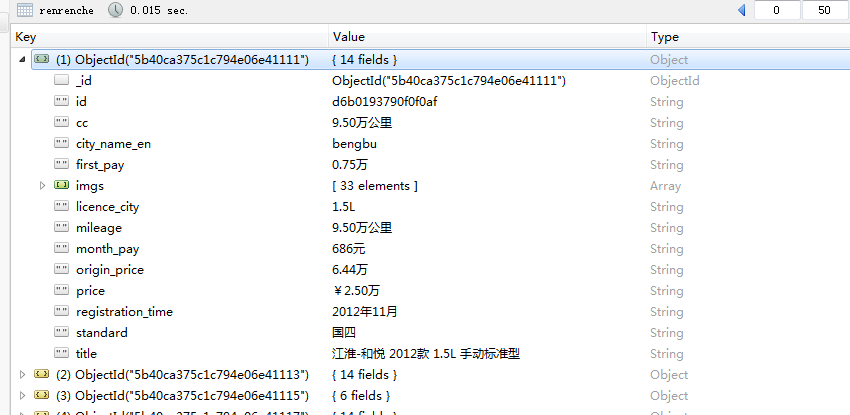 renrenche 0.015 sec. 0 50
Key Value Type
(1) ObjectId("5b40ca375c1c794e06e41111") { 14 fields } Object
_id ObjectId("5b40ca375c1c794e06e41111") ObjectId
"" id d6b0193790f0f0af String
"" cc 9.50万公里 String
"" city_name_en bengbu String
"" first_pay 0.75万 String
imgs [ 33 elements ] Array
"" licence_city 1.5L String
"" mileage 9.50万公里 String
"" month_pay 686元 String
"" origin_price 6.44万 String
"" price ￥2.50万 String
"" registration_time 2012年11月 String
"" standard 国四 String
"" title 江淮-和悦 2012款 1.5L 手动标准型 String
(2) ObjectId("5b40ca375c1c794e06e41113") { 14 fields } Object
(3) ObjectId("5b40ca375c1c794e06e41115") { 6 fields } Object